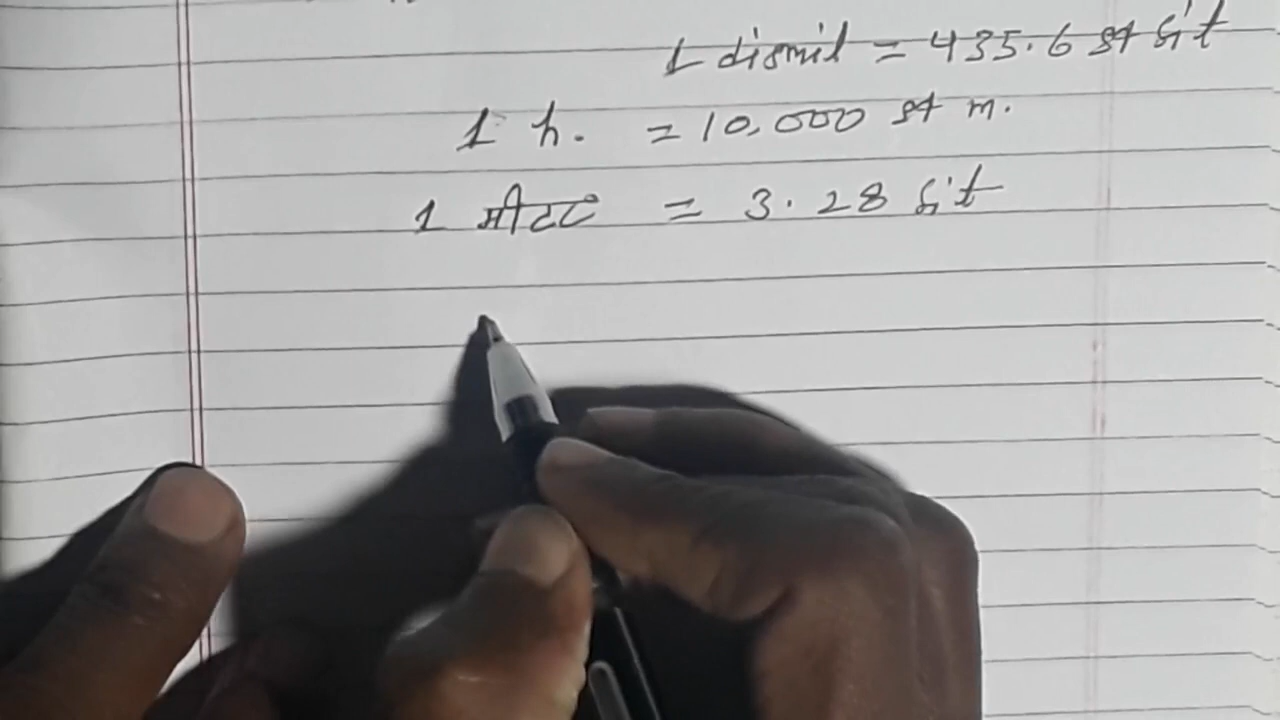 1 dismil = 435.6 sq fit
1 h. = 10,000 sq m.
1 मीटर = 3.28 fit